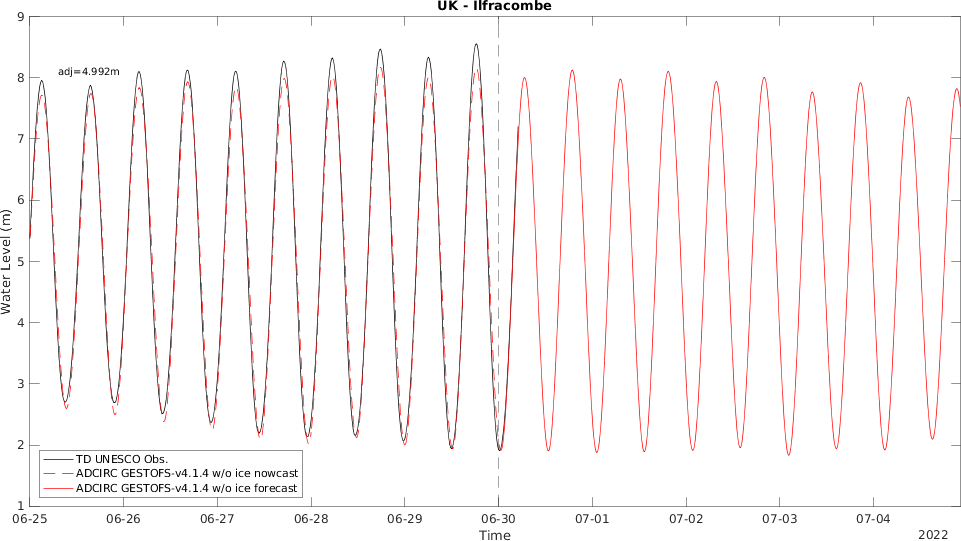 UK - Ilfracombe
9
8
7
6
5
4
3
2
1
Water Level (m)
adj=4.992m
TD UNESCO Obs.
ADCIRC GESTOFS-v4.1.4 w/o ice nowcast
ADCIRC GESTOFS-v4.1.4 w/o ice forecast
06-25 06-26 06-27 06-28 06-29 06-30 07-01 07-02 07-03 07-04
Time
2022